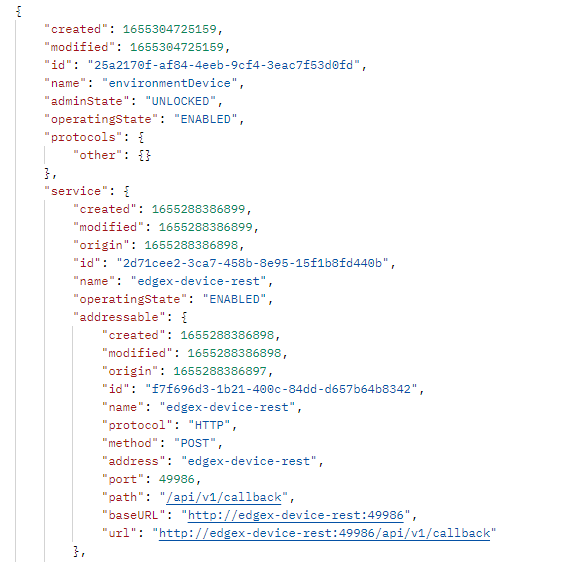 {
"created": 1655304725159,
"modified": 1655304725159,
"id": "25a2170f-af84-4eeb-9cf4-3eac7f53d0fd",
"name": "environmentDevice",
"adminState": "UNLOCKED",
"operatingState": "ENABLED",
"protocols": {
"other": {}
},
"service": {
"created": 1655288386899,
"modified": 1655288386899,
"origin": 1655288386898,
"id": "2d71cee2-3ca7-458b-8e95-15f1b8fd440b",
"name": "edgex-device-rest",
"operatingState": "ENABLED",
"addressable": {
"created": 1655288386898,
"modified": 1655288386898,
"origin": 1655288386897,
"id": "f7f696d3-1b21-400c-84dd-d657b64b8342",
"name": "edgex-device-rest",
"protocol": "HTTP",
"method": "POST",
"address": "edgex-device-rest",
"port": 49986,
"path": "/api/v1/callback",
"baseURL": "http://edgex-device-rest:49986",
"url": "http://edgex-device-rest:49986/api/v1/callback"
},